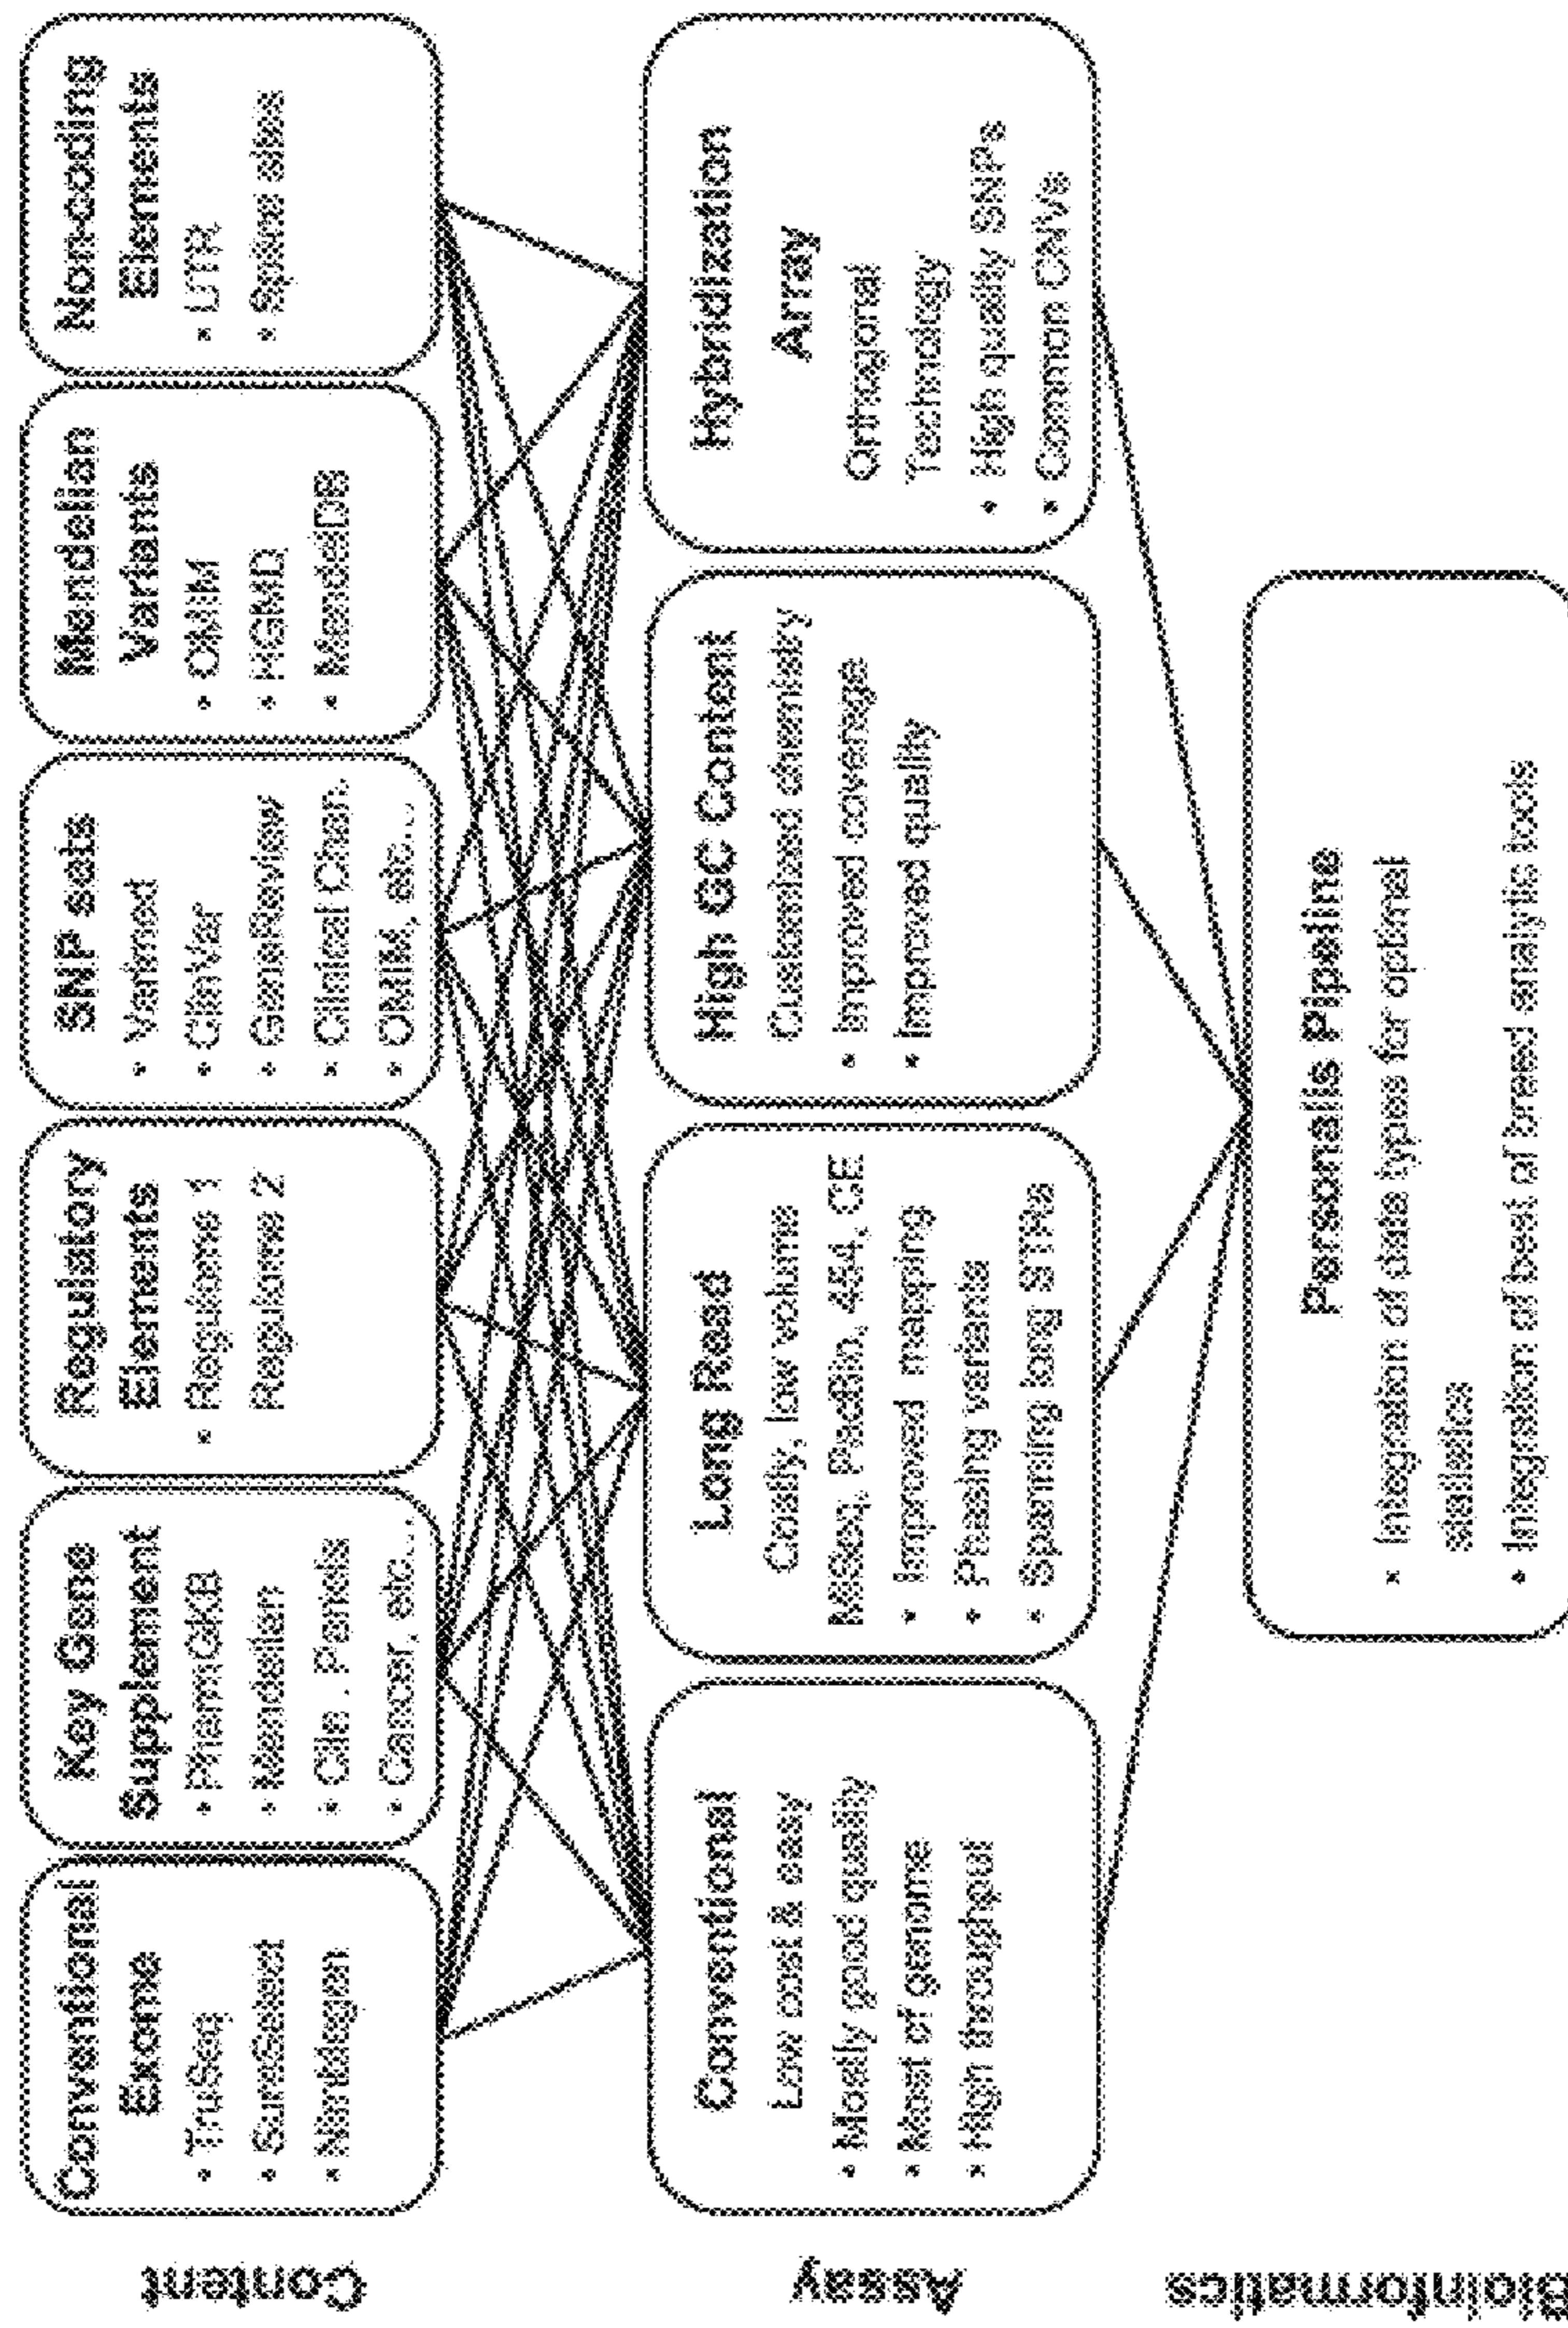 Content
Conventional
Exome
• TruSeq
• SureSelect
• Nimblegen
Key Gene
Supplement
• PharmGKB
• Mendelian
• Clin. Panels
• Cancer, etc...
Regulatory
Elements
• Regulome 1
Regulome 2
SNP sets
• Varimed
• ClinVar
• GeneReview
• Clinical Chan.
• OMIM, etc...
Mendelian
Variants
• OMIM
• HGMD
• MendelDB
Non-coding
Elements
• UTR
• Splice sites
Assay
Conventional
Low cost & easy
• Mostly good quality
• Most of genome
• High throughput
Long Read
Costly, low volume
MiSeq, PacBio, 454, CE
• Improved mapping
• Phasing variants
• Spanning long STRs
High GC Content
Customized chemistry
• Improved coverage
• Improved quality
Hybridization
Array
Orthogonal
Technology
• High quality SNPs
• Common CNVs
Bioinformatics
Personalis Pipeline
• Integration of data types for optimal
statistics
• Integration of best of breed analytic tools